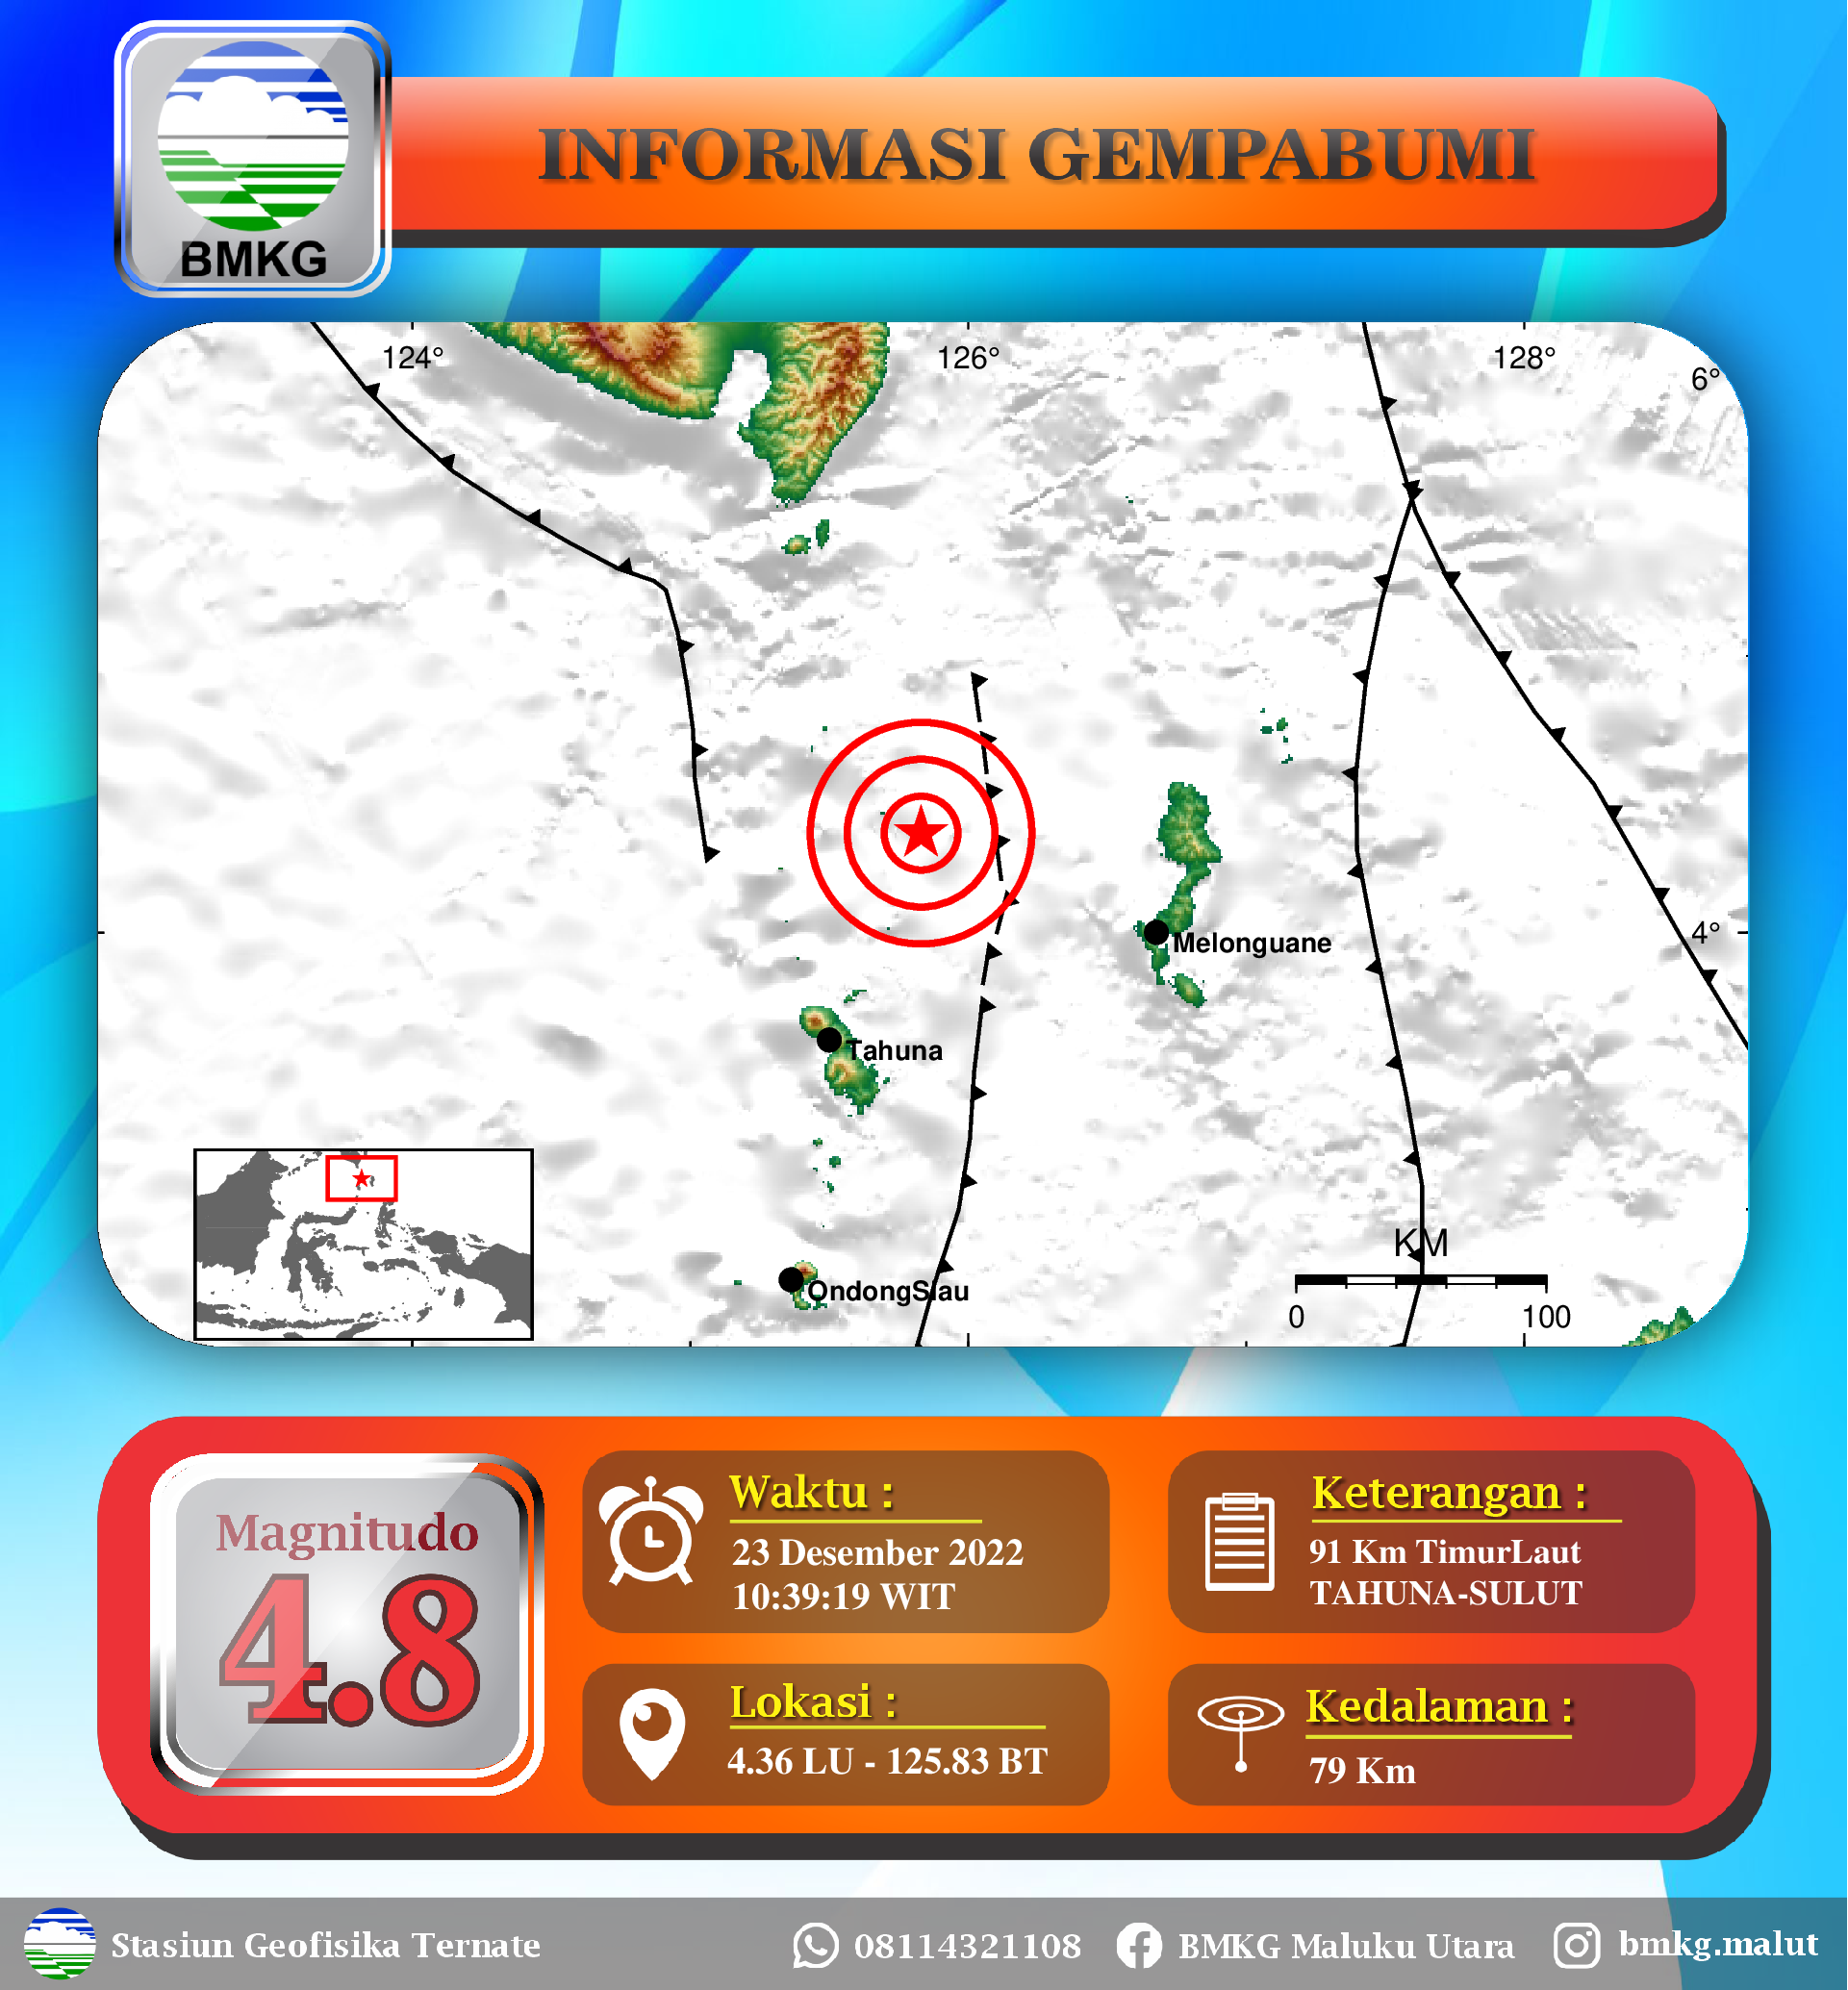 BMKG
INFORMASI GEMPABUMI
124°
126°
128°
6°
4°
Melonguane
Tahuna
OndongSiau
KM
0
100
Magnitudo
4.8
Waktu :
23 Desember 2022
10:39:19 WIT
Keterangan :
91 Km TimurLaut
TAHUNA-SULUT
Lokasi :
4.36 LU - 125.83 BT
Kedalaman :
79 Km
Stasiun Geofisika Ternate
08114321108
BMKG Maluku Utara
bmkg.malut